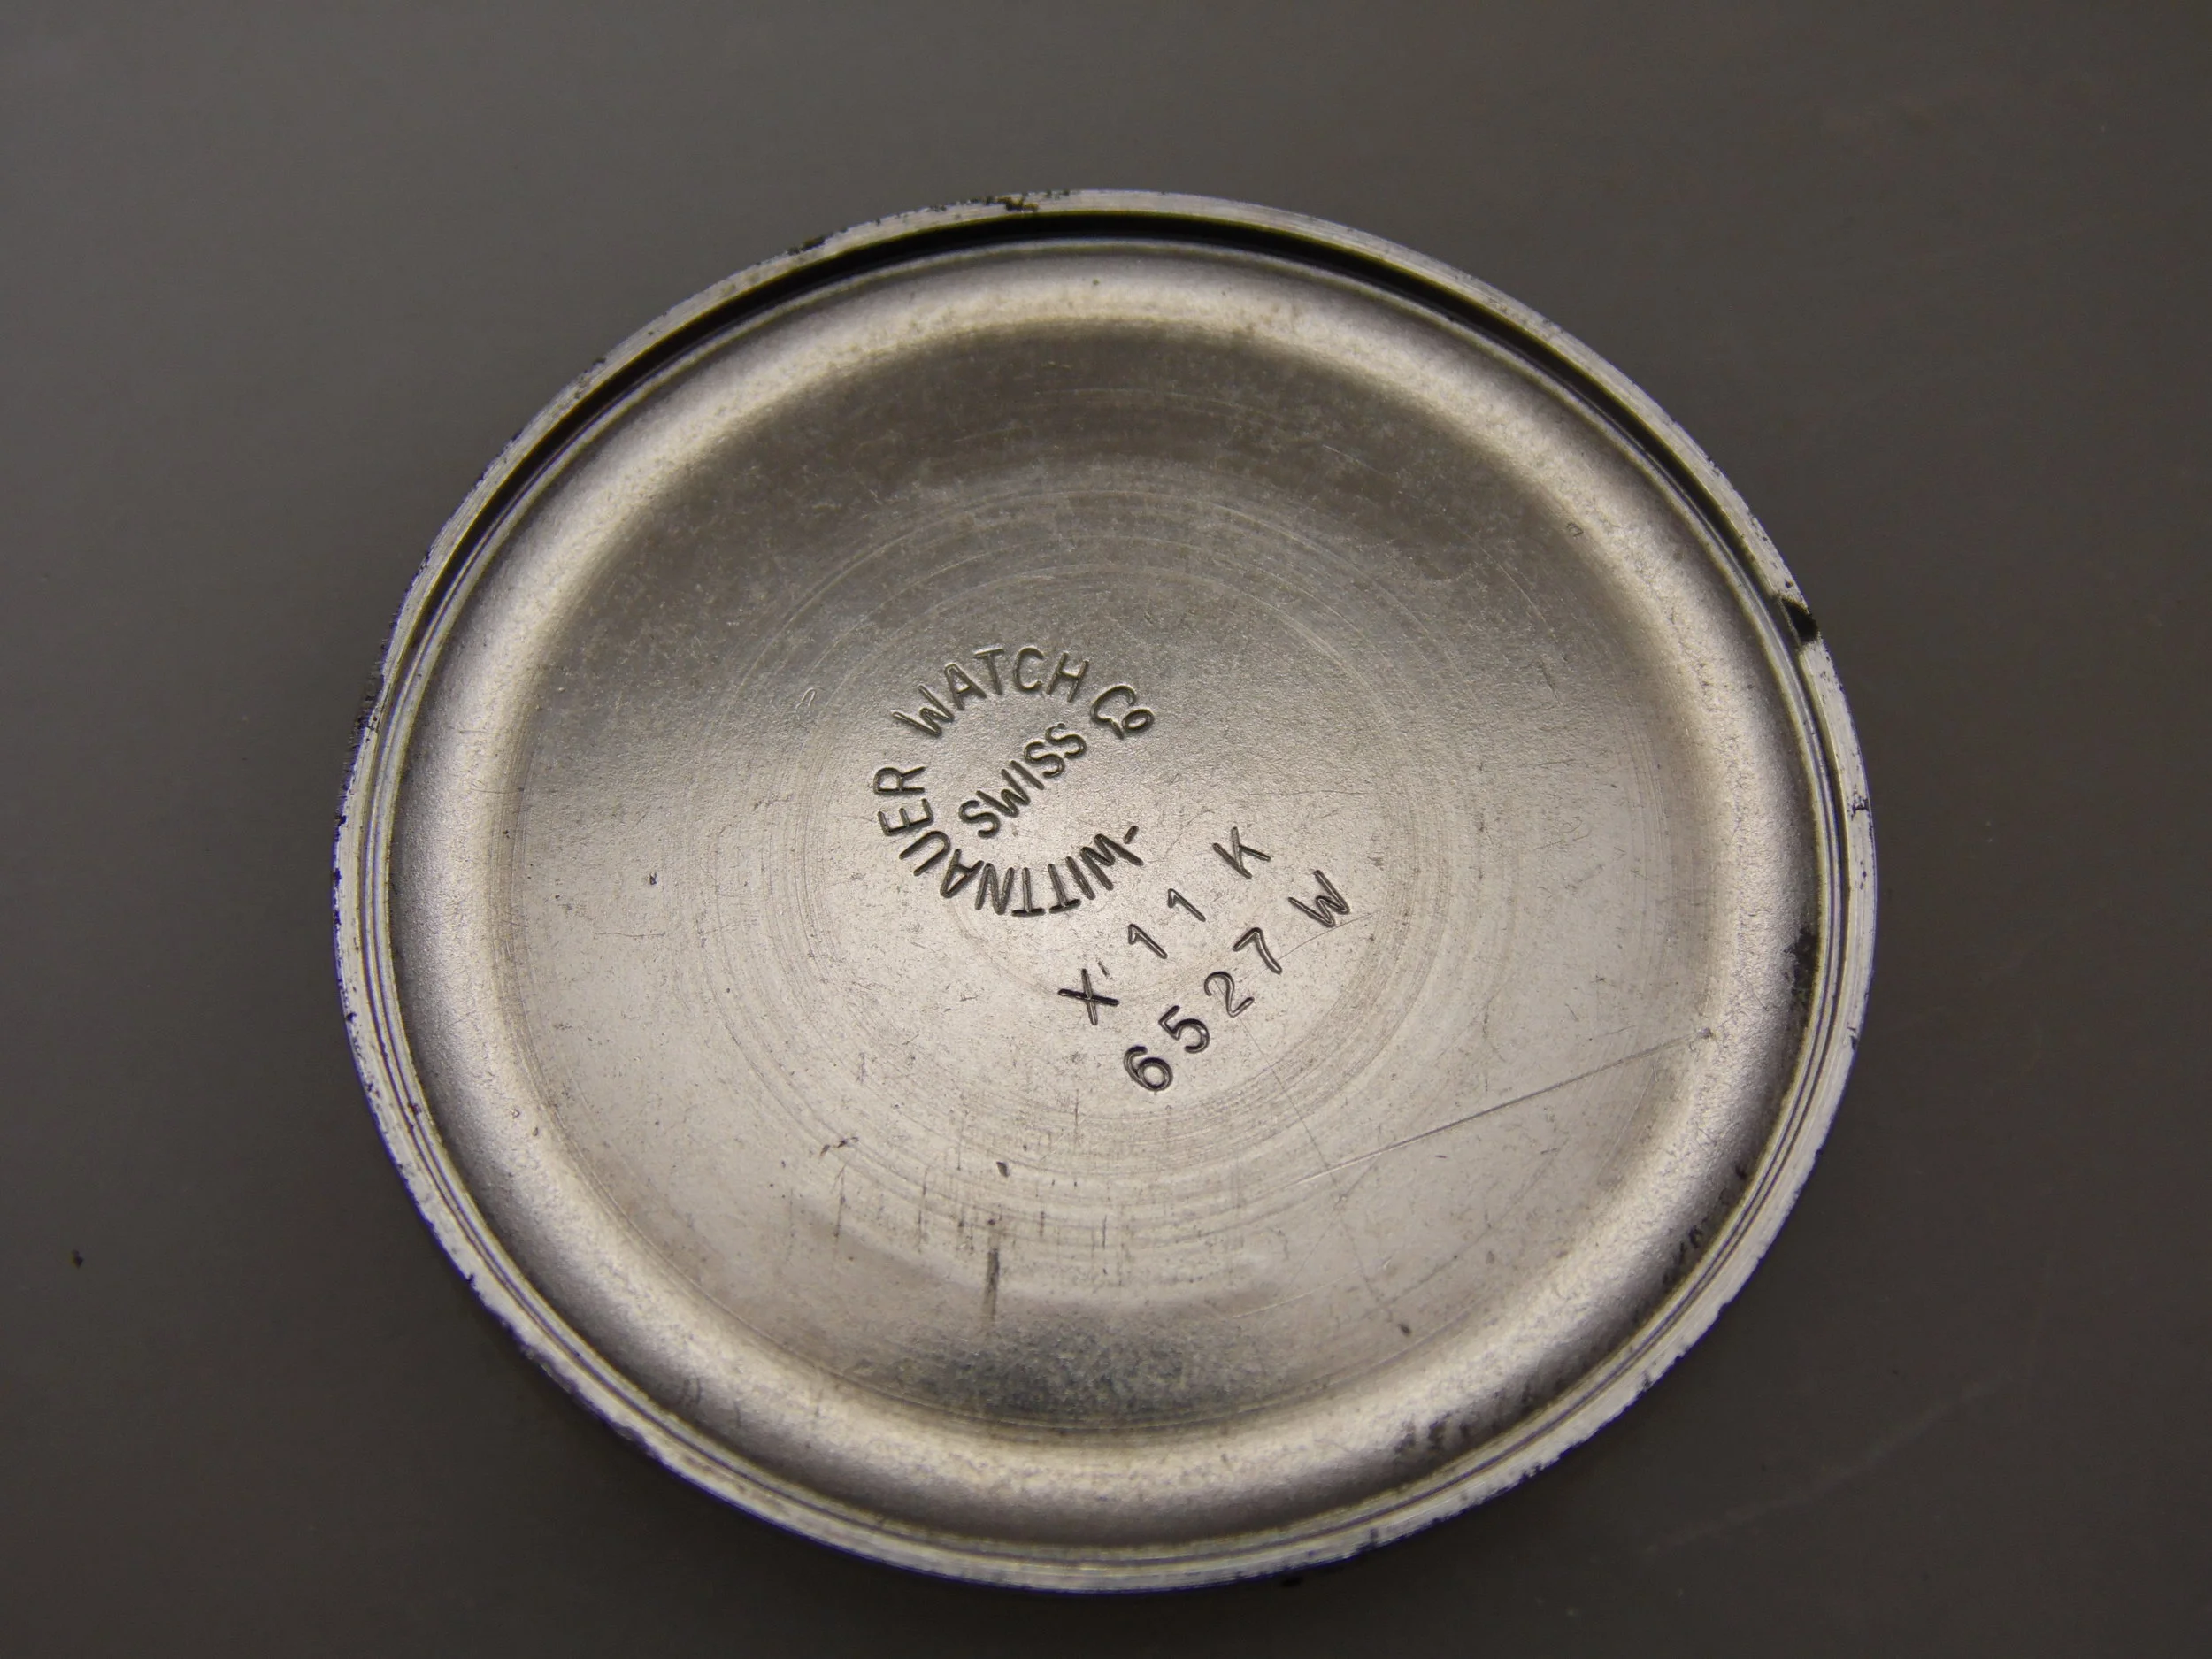 WITTNAUER WATCH Co
SWISS
X 11 K
6527 W